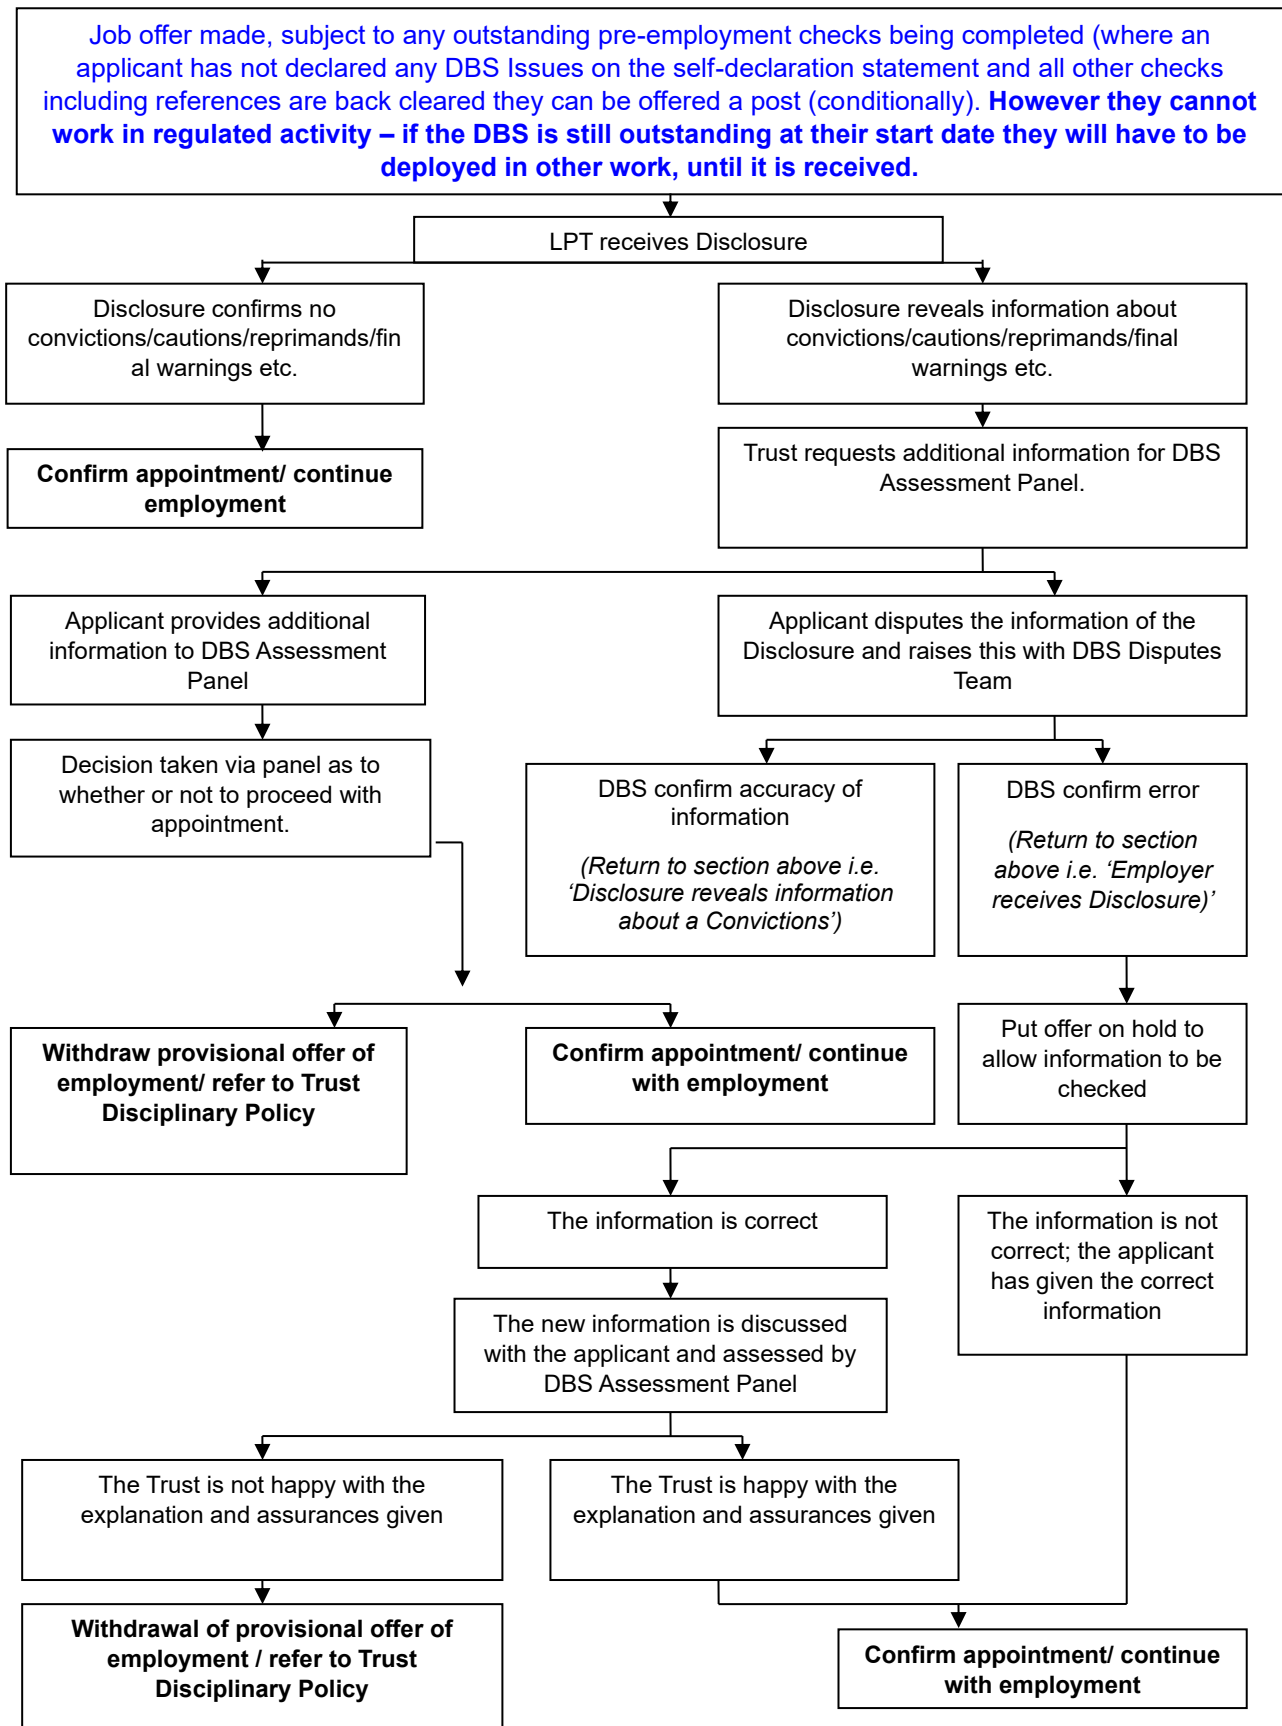 Job offer made, subject to any outstanding pre-employment checks being completed (where an
applicant has not declared any DBS Issues on the self-declaration statement and all other checks
including references are back cleared they can be offered a post (conditionally). However they cannot
work in regulated activity – if the DBS is still outstanding at their start date they will have to be
deployed in other work, until it is received.
LPT receives Disclosure
Disclosure confirms no
convictions/cautions/reprimands/fin
al warnings etc.
Disclosure reveals information about
convictions/cautions/reprimands/final
warnings etc.
Confirm appointment/ continue
employment
Trust requests additional information for DBS
Assessment Panel.
Applicant provides additional
information to DBS Assessment
Panel
Applicant disputes the information of the
Disclosure and raises this with DBS Disputes
Team
Decision taken via panel as to
whether or not to proceed with
appointment.
DBS confirm accuracy of
information
(Return to section above i.e.
‘Disclosure reveals information
about a Convictions’)
DBS confirm error
(Return to section
above i.e. ‘Employer
receives Disclosure)’
Withdraw provisional offer of
employment/ refer to Trust
Disciplinary Policy
Confirm appointment/ continue
with employment
Put offer on hold to
allow information to be
checked
The information is correct
The information is not
correct; the applicant
has given the correct
information
The new information is discussed
with the applicant and assessed by
DBS Assessment Panel
The Trust is not happy with the
explanation and assurances given
The Trust is happy with the
explanation and assurances given
Withdrawal of provisional offer of
employment / refer to Trust
Disciplinary Policy
Confirm appointment/ continue
with employment